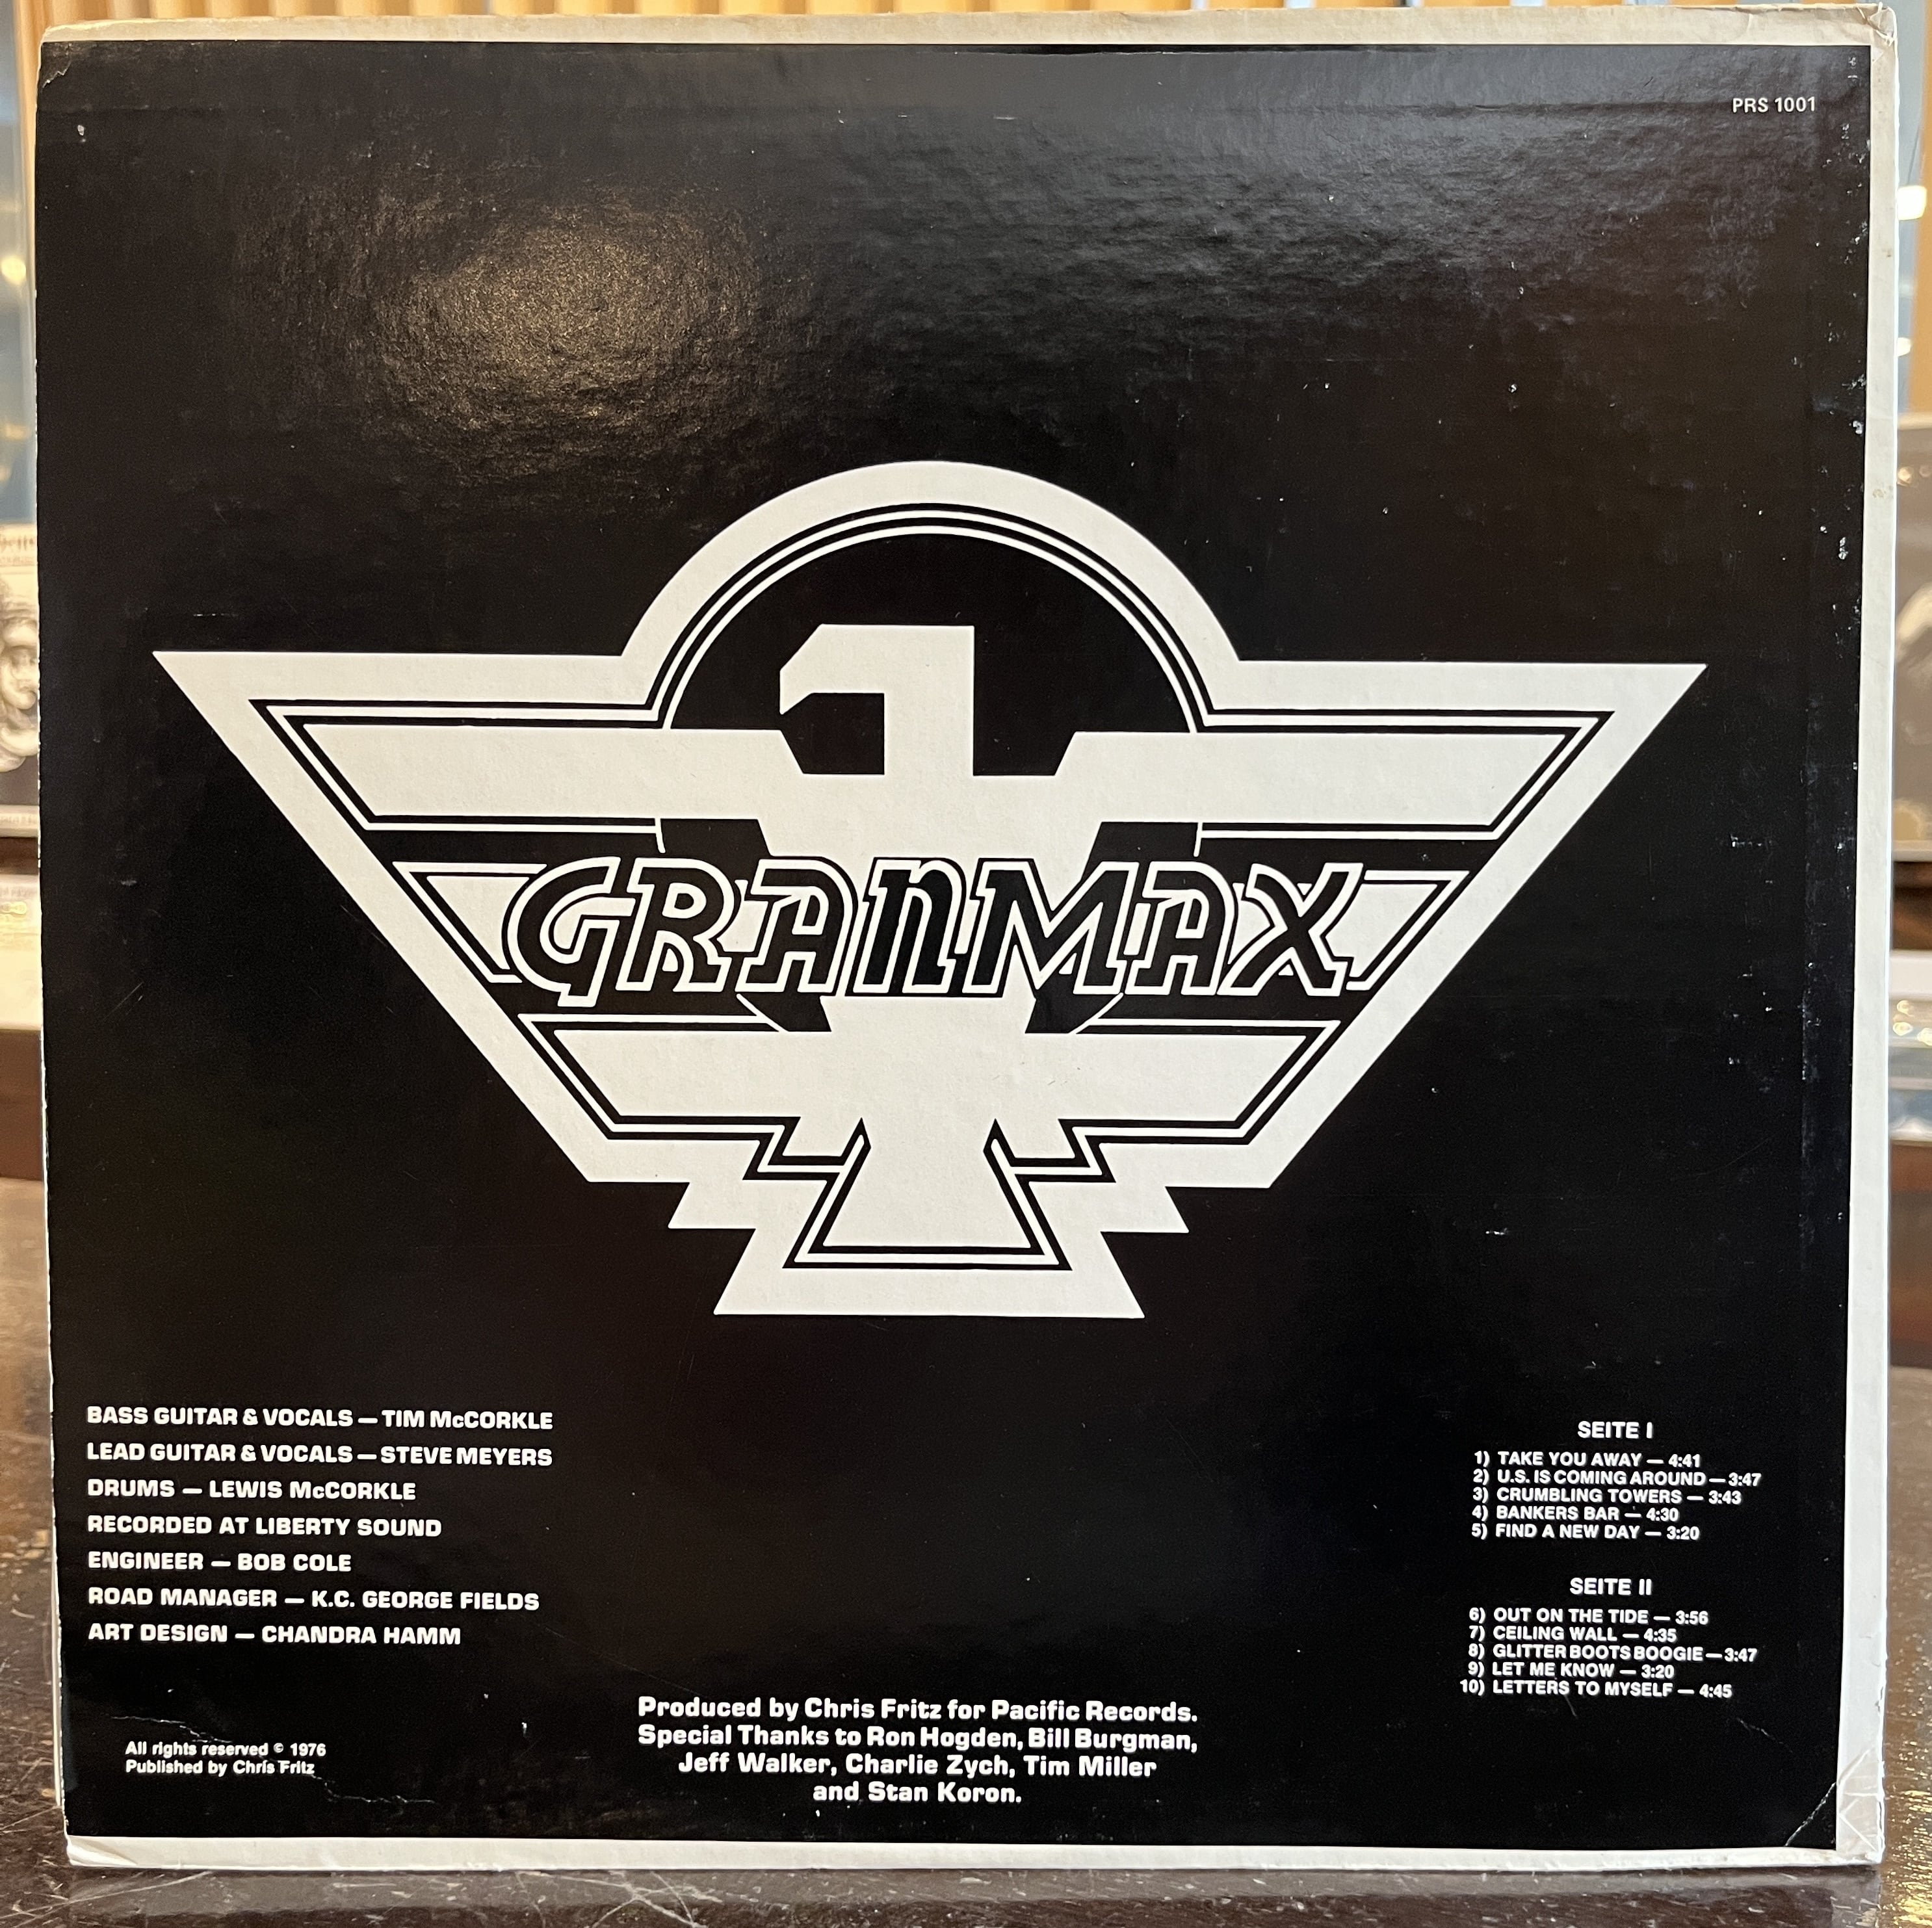 PRS 1001
1
GRANMAX
BASS GUITAR & VOCALS — TIM McCORKLE
LEAD GUITAR & VOCALS — STEVE MEYERS
DRUMS — LEWIS McCORKLE
RECORDED AT LIBERTY SOUND
ENGINEER — BOB COLE
ROAD MANAGER — K.C. GEORGE FIELDS
ART DESIGN — CHANDRA HAMM
All rights reserved © 1976
Published by Chris Fritz
Produced by Chris Fritz for Pacific Records.
Special Thanks to Ron Hogden, Bill Burgman,
Jeff Walker, Charlie Zych, Tim Miller
and Stan Koron.
SEITE I
1) TAKE YOU AWAY — 4:41
2) U.S. IS COMING AROUND — 3:47
3) CRUMBLING TOWERS — 3:43
4) BANKERS BAR — 4:30
5) FIND A NEW DAY — 3:20
SEITE II
6) OUT ON THE TIDE — 3:56
7) CEILING WALL — 4:35
8) GLITTER BOOTS BOOGIE — 3:47
9) LET ME KNOW — 3:20
10) LETTERS TO MYSELF — 4:45